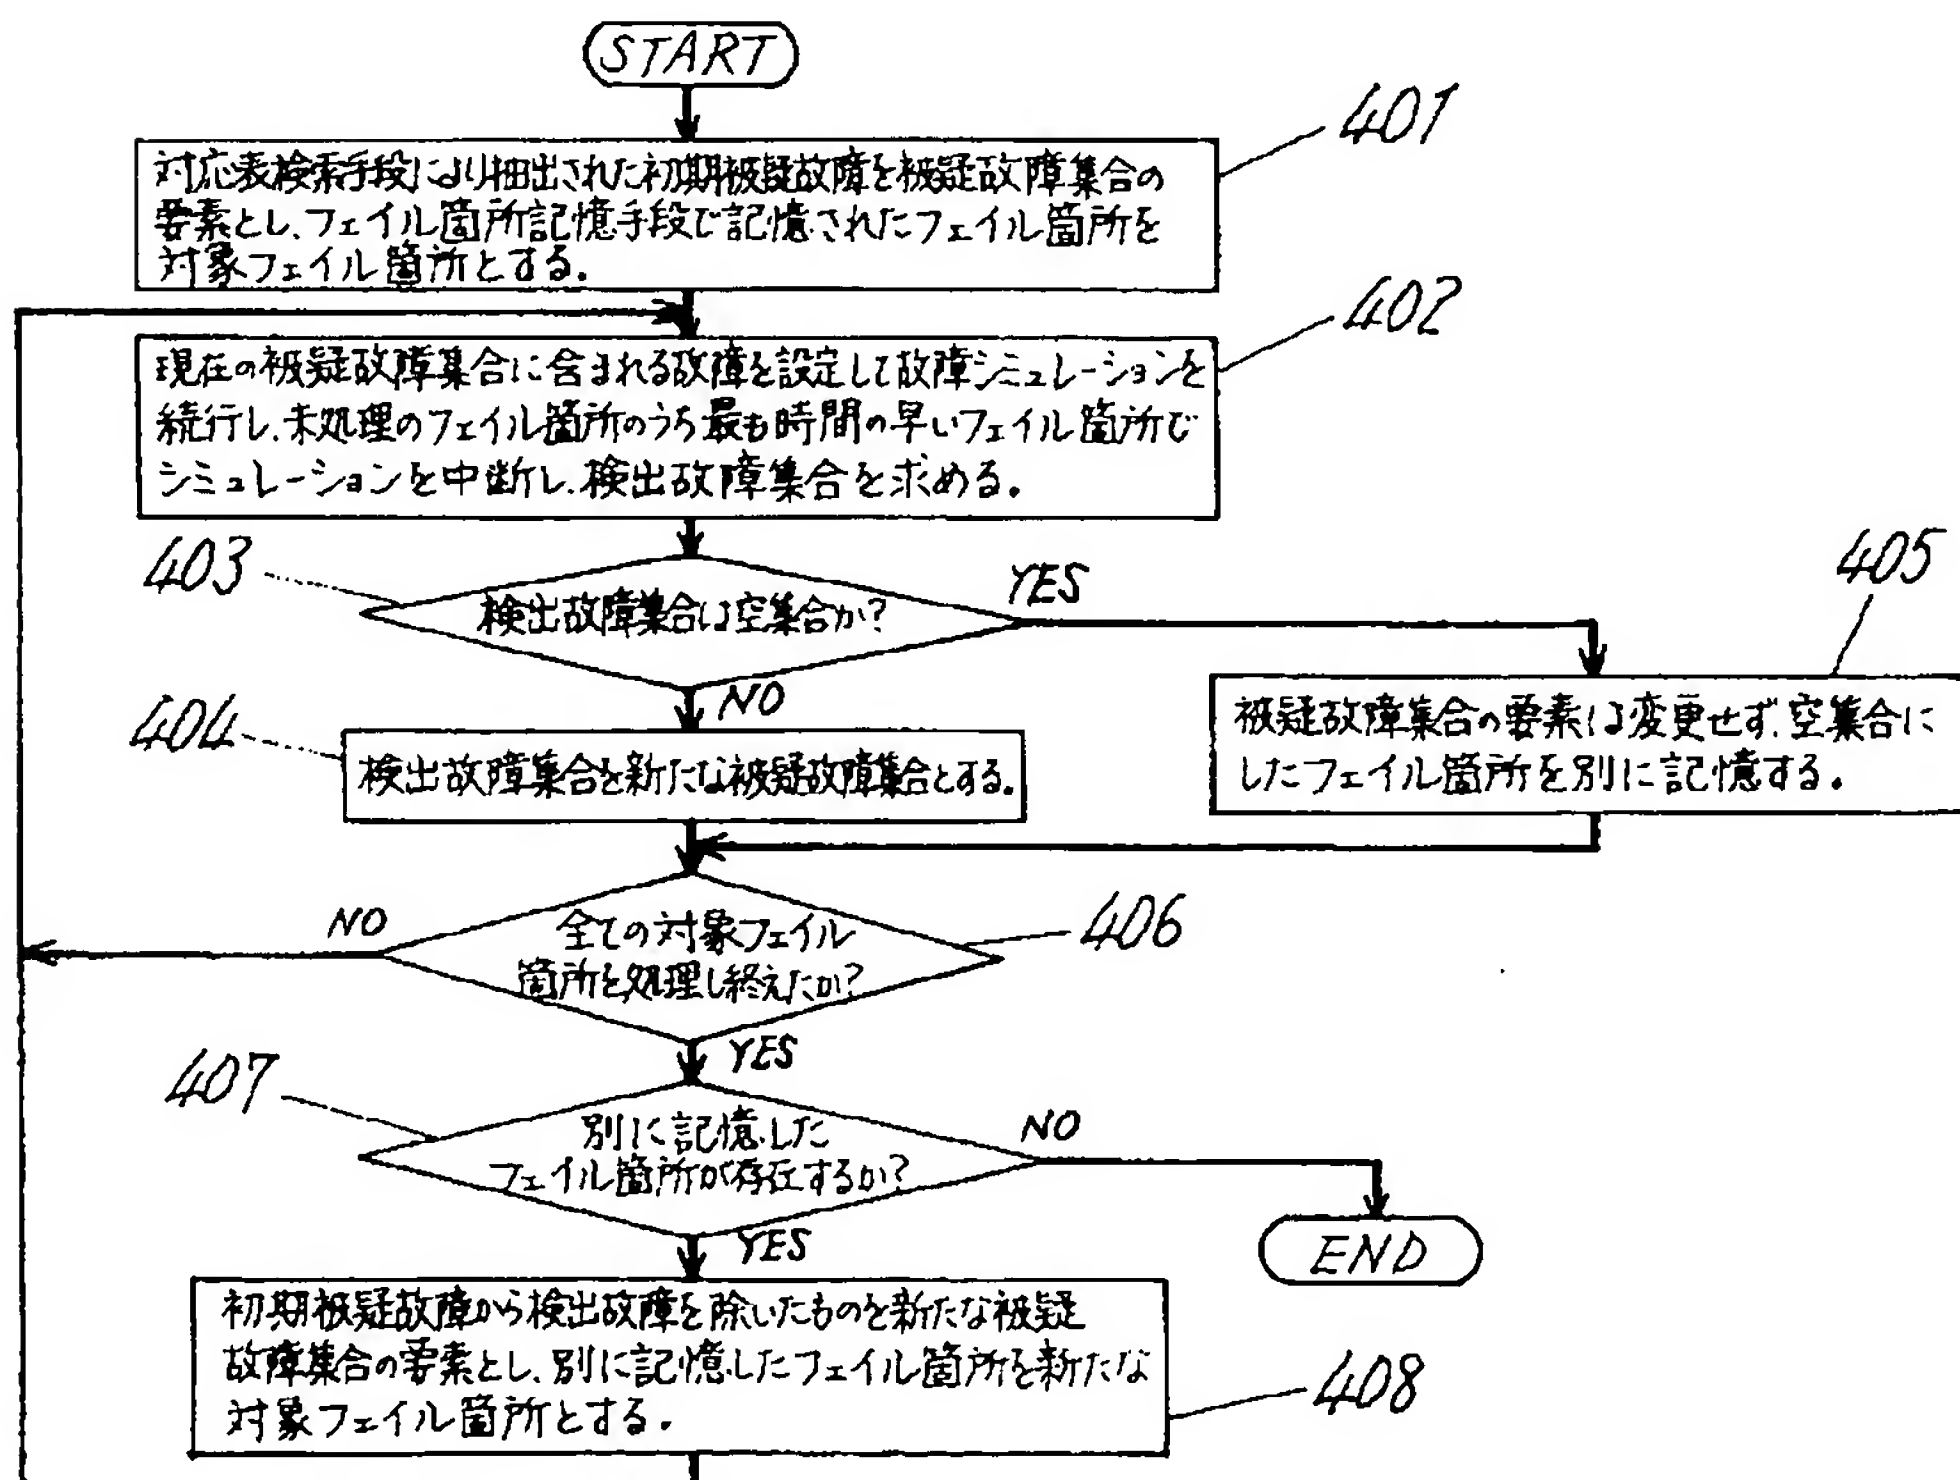 START
401
対応表検索手段により抽出された初期被疑故障を被疑故障集合の
要素とし、フェイル箇所記憶手段で記憶されたフェイル箇所を
対象フェイル箇所とする。
402
現在の被疑故障集合に含まれる故障を設定して故障シミュレーションを
続行し、未処理のフェイル箇所のうち最も時間の早いフェイル箇所で
シミュレーションを中断し、検出故障集合を求める。
403
検出故障集合は空集合か?
YES
405
NO
404
検出故障集合を新たな被疑故障集合とする。
被疑故障集合の要素は変更せず、空集合に
したフェイル箇所を別に記憶する。
406
NO
全ての対象フェイル
箇所を処理し終えたか?
YES
407
別に記憶した
フェイル箇所が存在するか?
NO
YES
END
初期被疑故障から検出故障を除いたものを新たな被疑
故障集合の要素とし、別に記憶したフェイル箇所を新たな
対象フェイル箇所とする。
408